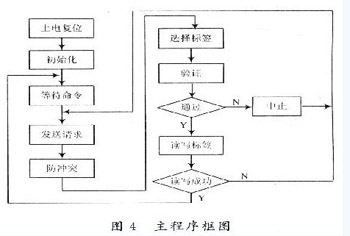 上电复位
初始化
等待命令
发送请求
防冲突
选择标签
验证
通过
N
中止
Y
读写标签
读写成功
N
Y
图 4 主程序框图